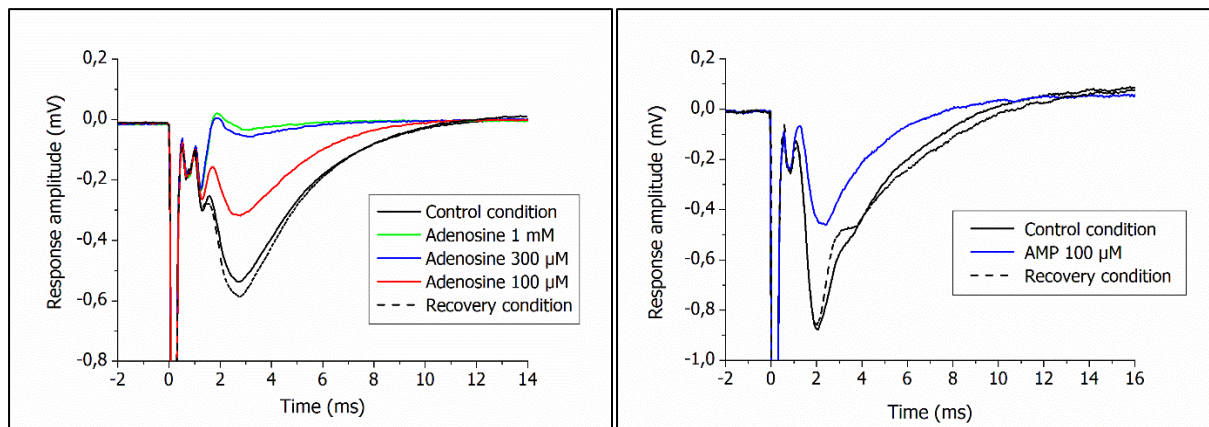 0,2
0,0
-0,2
-0,4
-0,6
-0,8
Response amplitude (mV)
-2 0 2 4 6 8 10 12 14
Time (ms)
Control condition
Adenosine 1 mM
Adenosine 300 µM
Adenosine 100 µM
Recovery condition
0,2
0,0
-0,2
-0,4
-0,6
-0,8
-1,0
Response amplitude (mV)
-2 0 2 4 6 8 10 12 14 16
Time (ms)
Control condition
AMP 100 µM
Recovery condition